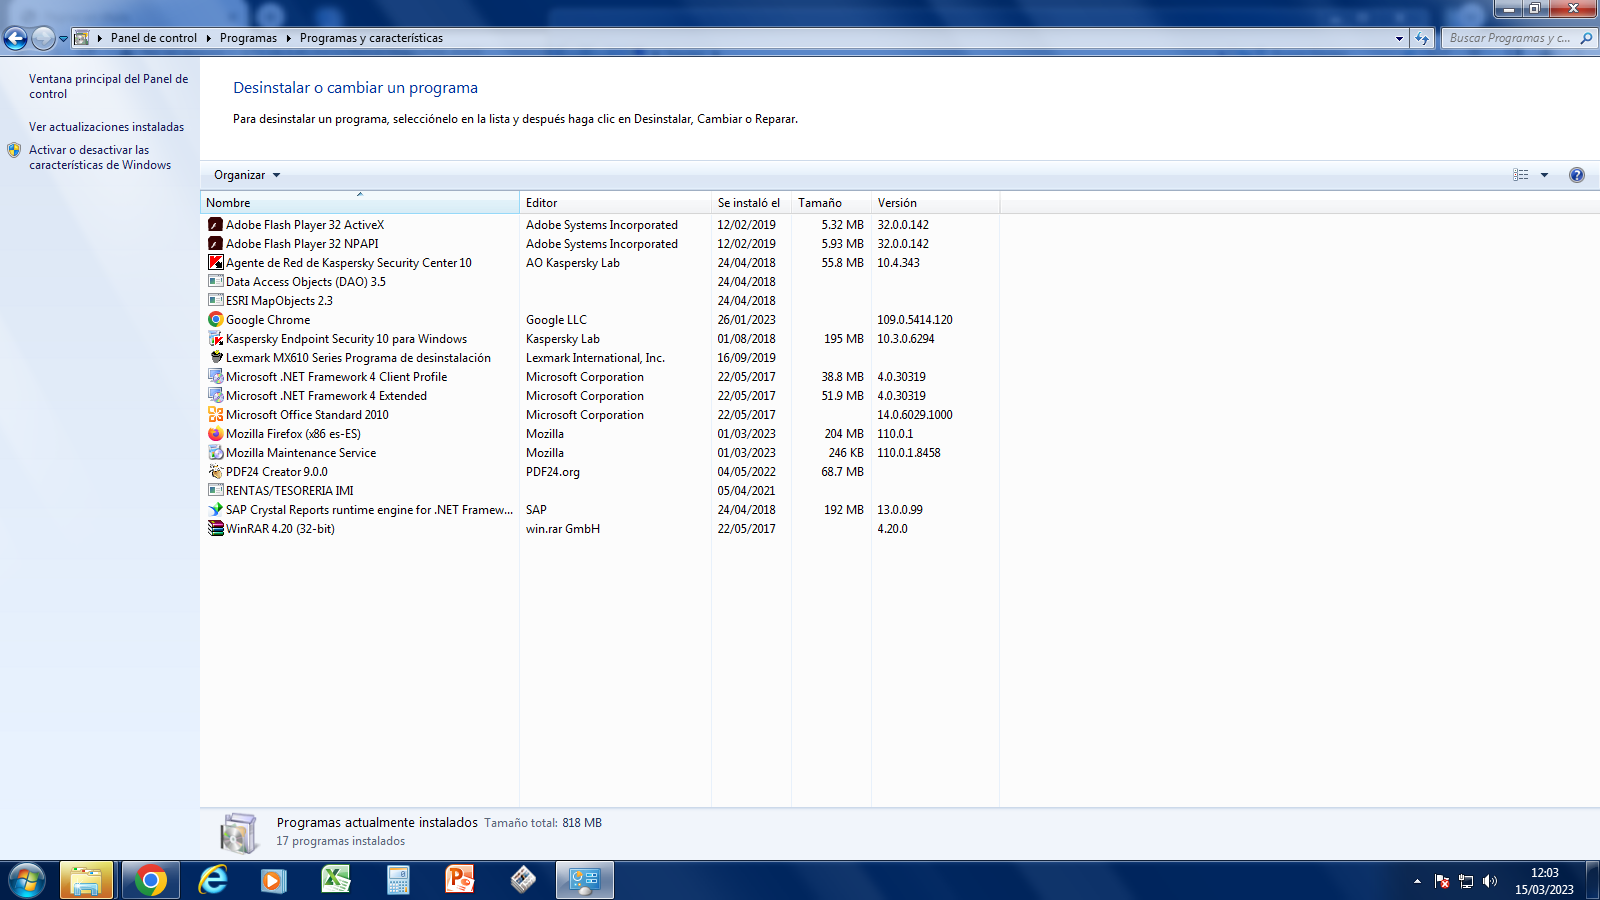 Panel de control
Programas
Programas y características
Buscar Programas y c...
Ventana principal del Panel de control
Ver actualizaciones instaladas
Activar o desactivar las características de Windows
Desinstalar o cambiar un programa
Para desinstalar un programa, selecciónelo en la lista y después haga clic en Desinstalar, Cambiar o Reparar.
Organizar
Nombre Editor Se instaló el Tamaño Versión
Adobe Flash Player 32 ActiveX Adobe Systems Incorporated 12/02/2019 5.32 MB 32.0.0.142
Adobe Flash Player 32 NPAPI Adobe Systems Incorporated 12/02/2019 5.93 MB 32.0.0.142
Agente de Red de Kaspersky Security Center 10 AO Kaspersky Lab 24/04/2018 55.8 MB 10.4.343
Data Access Objects (DAO) 3.5 24/04/2018
ESRI MapObjects 2.3 24/04/2018
Google Chrome Google LLC 26/01/2023 109.0.5414.120
Kaspersky Endpoint Security 10 para Windows Kaspersky Lab 01/08/2018 195 MB 10.3.0.6294
Lexmark MX610 Series Programa de desinstalación Lexmark International, Inc. 16/09/2019
Microsoft .NET Framework 4 Client Profile Microsoft Corporation 22/05/2017 38.8 MB 4.0.30319
Microsoft .NET Framework 4 Extended Microsoft Corporation 22/05/2017 51.9 MB 4.0.30319
Microsoft Office Standard 2010 Microsoft Corporation 22/05/2017 14.0.6029.1000
Mozilla Firefox (x86 es-ES) Mozilla 01/03/2023 204 MB 110.0.1
Mozilla Maintenance Service Mozilla 01/03/2023 246 KB 110.0.1.8458
PDF24 Creator 9.0.0 PDF24.org 04/05/2022 68.7 MB
RENTAS/TESORERIA IMI 05/04/2021
SAP Crystal Reports runtime engine for .NET Framew... SAP 24/04/2018 192 MB 13.0.0.99
WinRAR 4.20 (32-bit) win.rar GmbH 22/05/2017 4.20.0
Programas actualmente instalados Tamaño total: 818 MB
17 programas instalados
12:03
15/03/2023